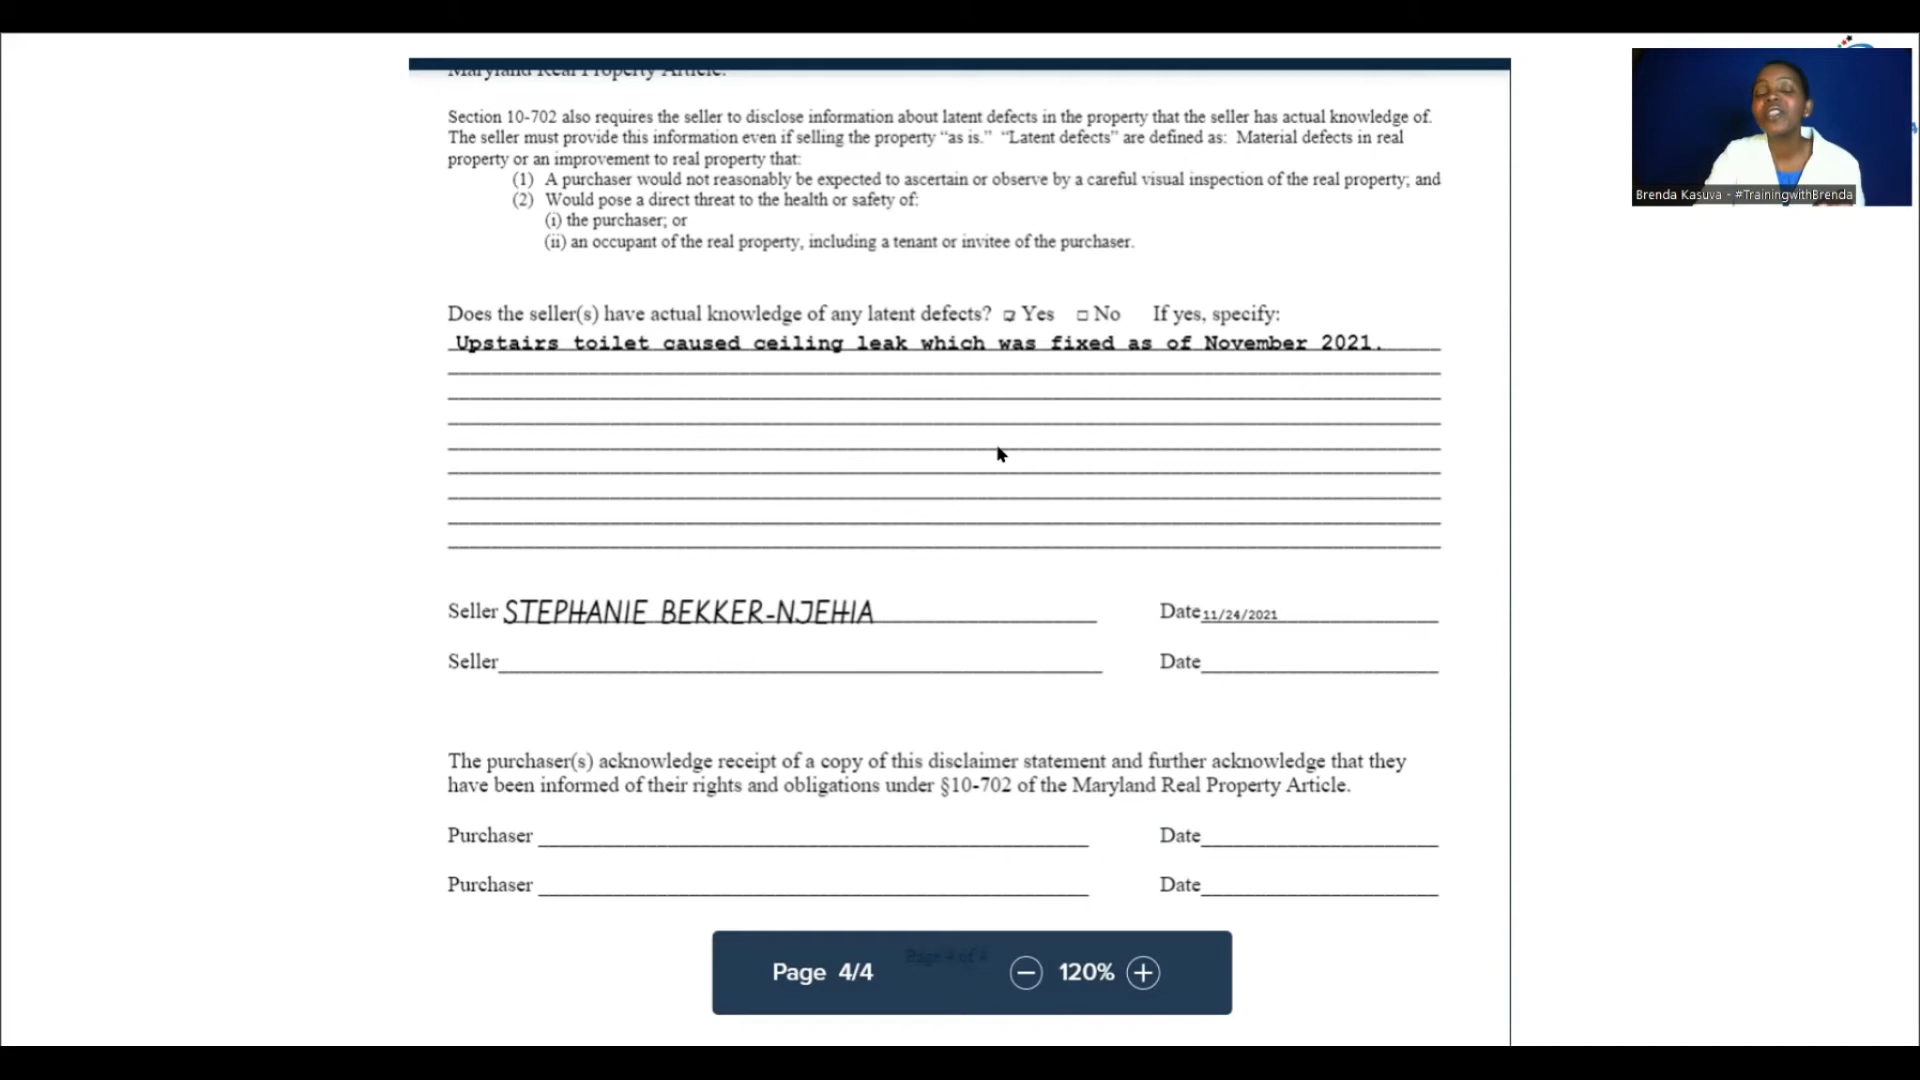 Maryland Real Property Article.
Section 10-702 also requires the seller to disclose information about latent defects in the property that the seller has actual knowledge of.
The seller must provide this information even if selling the property “as is.” “Latent defects” are defined as: Material defects in real
property or an improvement to real property that:
(1) A purchaser would not reasonably be expected to ascertain or observe by a careful visual inspection of the real property; and
(2) Would pose a direct threat to the health or safety of:
(i) the purchaser; or
(ii) an occupant of the real property, including a tenant or invitee of the purchaser.
Does the seller(s) have actual knowledge of any latent defects? ☑ Yes ☐ No If yes, specify:
Upstairs toilet caused ceiling leak which was fixed as of November 2021.
Seller STEPHANIE BEKKER-NJEHIA Date 11/24/2021
Seller Date
The purchaser(s) acknowledge receipt of a copy of this disclaimer statement and further acknowledge that they
have been informed of their rights and obligations under §10-702 of the Maryland Real Property Article.
Purchaser Date
Purchaser Date
Page 4 of 4
Page 4/4 120%
Brenda Kasuva - #TrainingwithBrenda